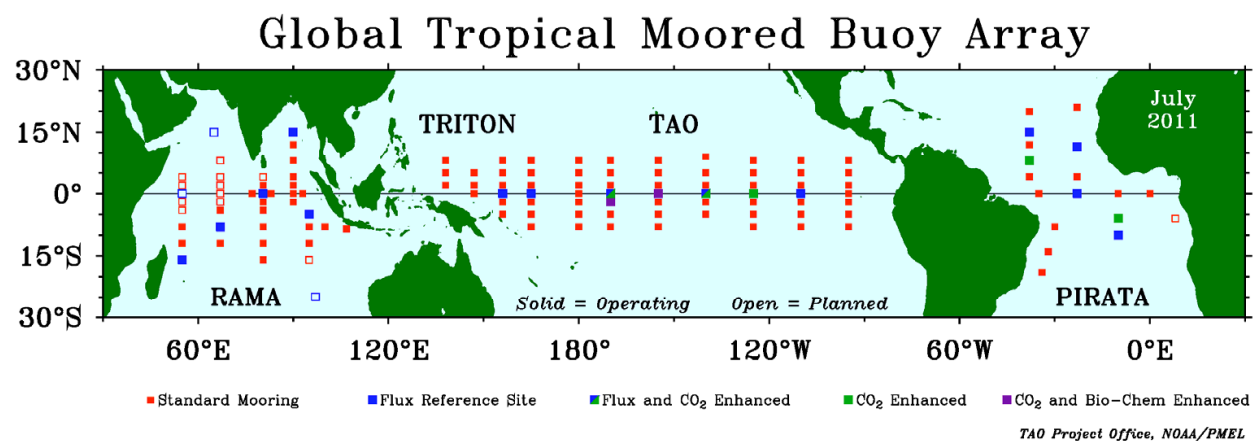 Global Tropical Moored Buoy Array
30°N
15°N
0°
15°S
30°S
TRITON
TAO
July
2011
RAMA
Solid = Operating Open = Planned
PIRATA
60°E 120°E 180° 120°W 60°W 0°E
Standard Mooring Flux Reference Site Flux and CO₂ Enhanced CO₂ Enhanced CO₂ and Bio-Chem Enhanced
TAO Project Office, NOAA/PMEL